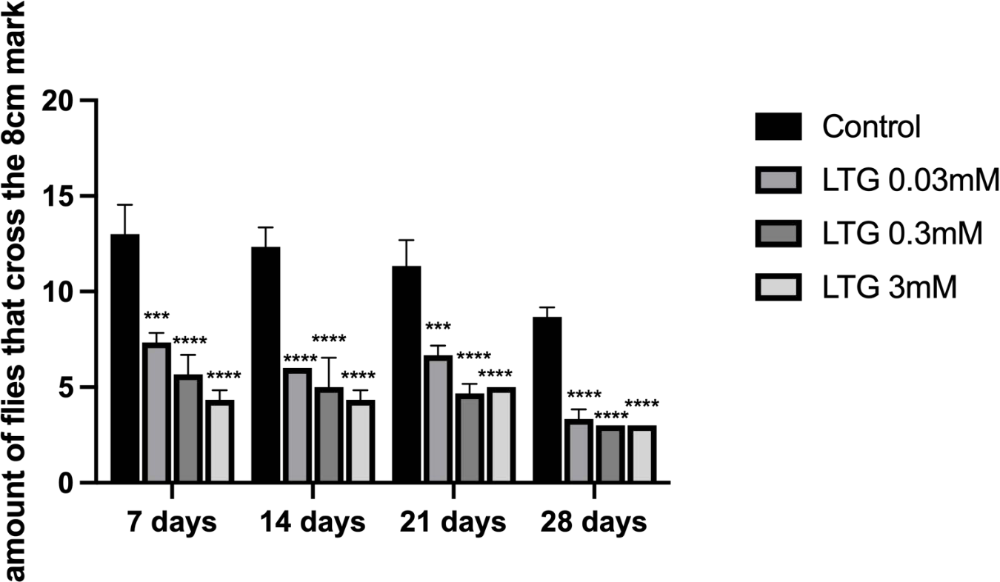 amount of flies that cross the 8cm mark
20
15
10
5
0
***
****
****
****
****
****
***
****
****
****
****
****
7 days
14 days
21 days
28 days
Control
LTG 0.03mM
LTG 0.3mM
LTG 3mM